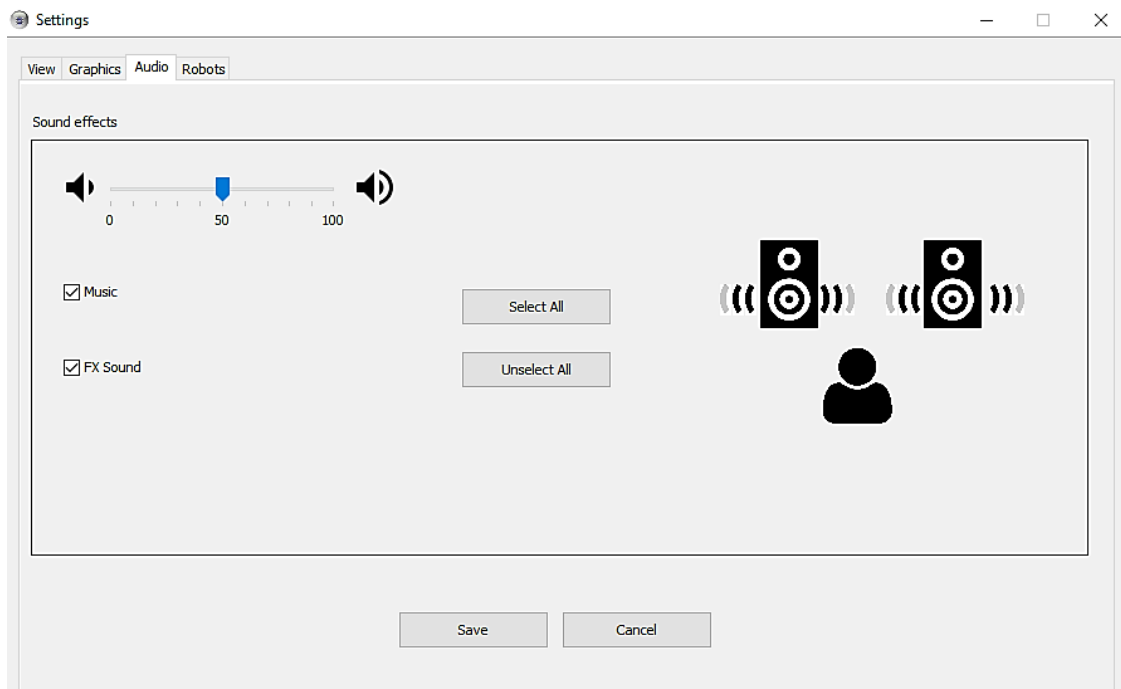 Settings
View Graphics Audio Robots
Sound effects
0 50 100
Music
Select All
FX Sound
Unselect All
Save Cancel